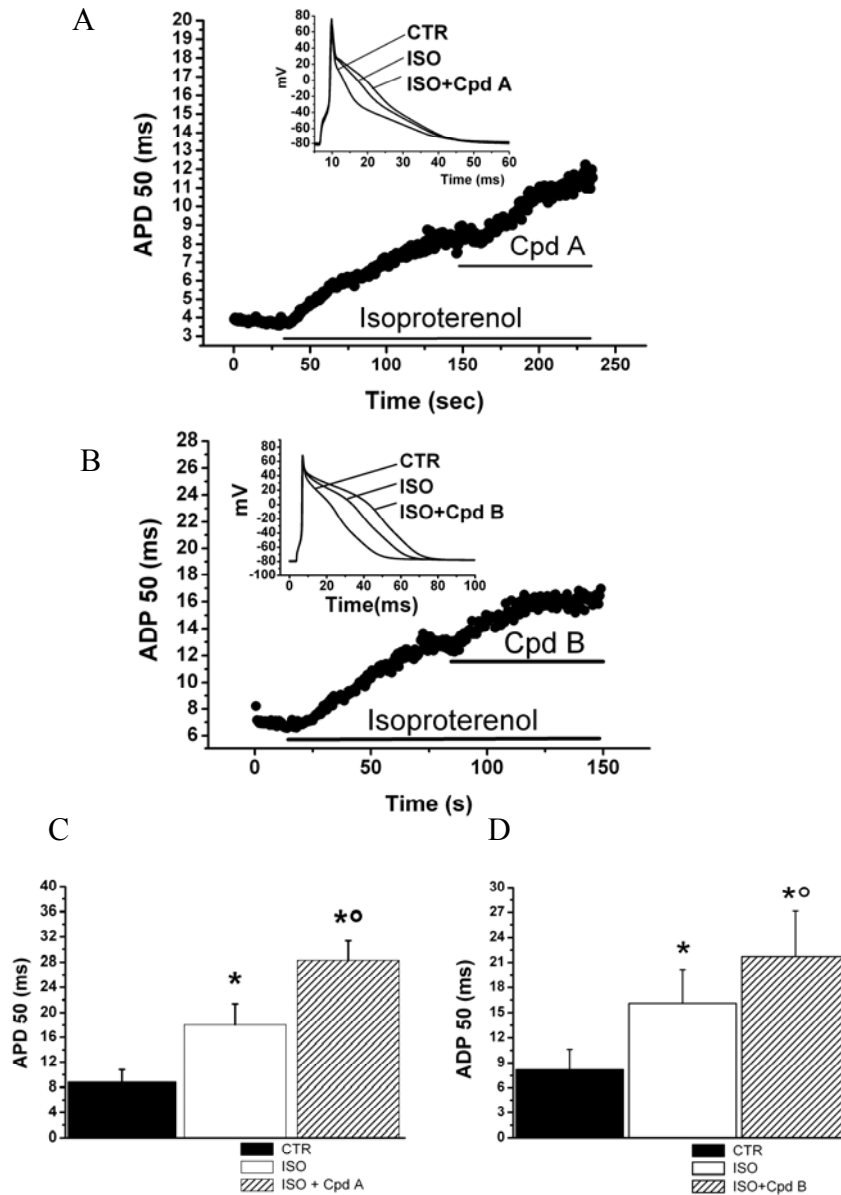 A
APD 50 (ms)
20
19
18
17
16
15
14
13
12
11
10
9
8
7
6
5
4
3
80
60
40
20
0
-20
-40
-60
-80
mV
CTR
ISO
ISO+Cpd A
10 20 30 40 50 60
Time (ms)
Cpd A
Isoproterenol
0 50 100 150 200 250
Time (sec)
B
ADP 50 (ms)
28
26
24
22
20
18
16
14
12
10
8
6
80
60
40
20
0
-20
-40
-60
-80
-100
mV
CTR
ISO
ISO+Cpd B
0 20 40 60 80 100
Time(ms)
Cpd B
Isoproterenol
0 50 100 150
Time (s)
C
APD 50 (ms)
40
36
32
28
24
20
16
12
8
4
0
*
*°
CTR
ISO
ISO + Cpd A
D
ADP 50 (ms)
30
27
24
21
18
15
12
9
6
3
0
*
*°
CTR
ISO
ISO+Cpd B